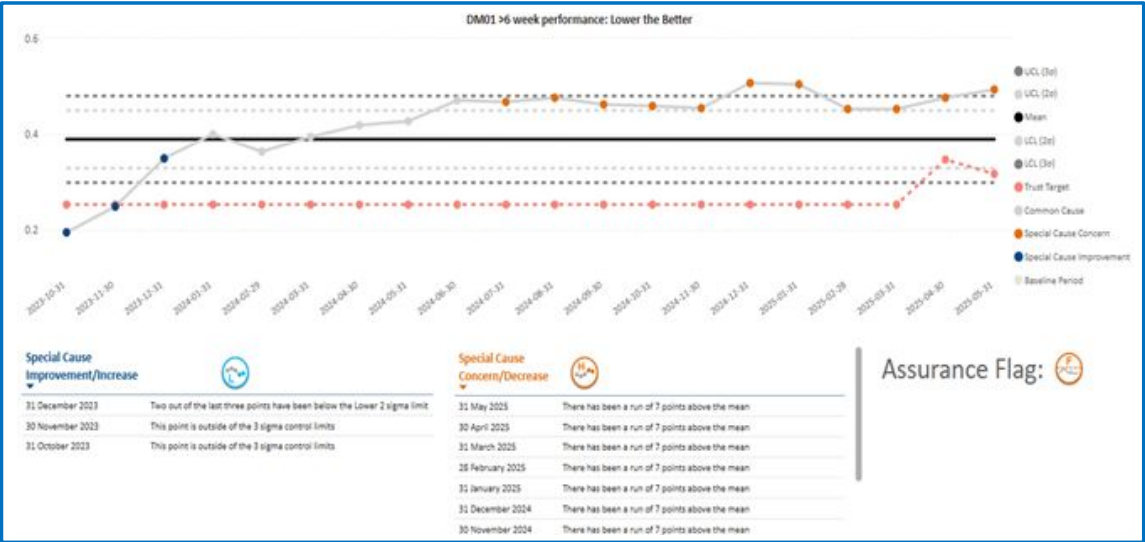 DM01 >6 week performance: Lower the Better
0.6
0.4
0.2
UCL (3σ)
UCL (2σ)
Mean
LCL (2σ)
LCL (3σ)
Trust Target
Common Cause
Special Cause Concern
Special Cause Improvement
Baseline Period
2023-10-31
2023-11-30
2023-12-31
2024-01-31
2024-02-29
2024-03-31
2024-04-30
2024-05-31
2024-06-30
2024-07-31
2024-08-31
2024-09-30
2024-10-31
2024-11-30
2024-12-31
2025-01-31
2025-02-28
2025-03-31
2025-04-30
2025-05-31
Special Cause
Improvement/Increase
L
31 December 2023 Two out of the last three points have been below the Lower 2 sigma limit
30 November 2023 This point is outside of the 3 sigma control limits
31 October 2023 This point is outside of the 3 sigma control limits
Special Cause
Concern/Decrease
H
31 May 2025 There has been a run of 7 points above the mean
30 April 2025 There has been a run of 7 points above the mean
31 March 2025 There has been a run of 7 points above the mean
28 February 2025 There has been a run of 7 points above the mean
31 January 2025 There has been a run of 7 points above the mean
31 December 2024 There has been a run of 7 points above the mean
30 November 2024 There has been a run of 7 points above the mean
Assurance Flag:
F